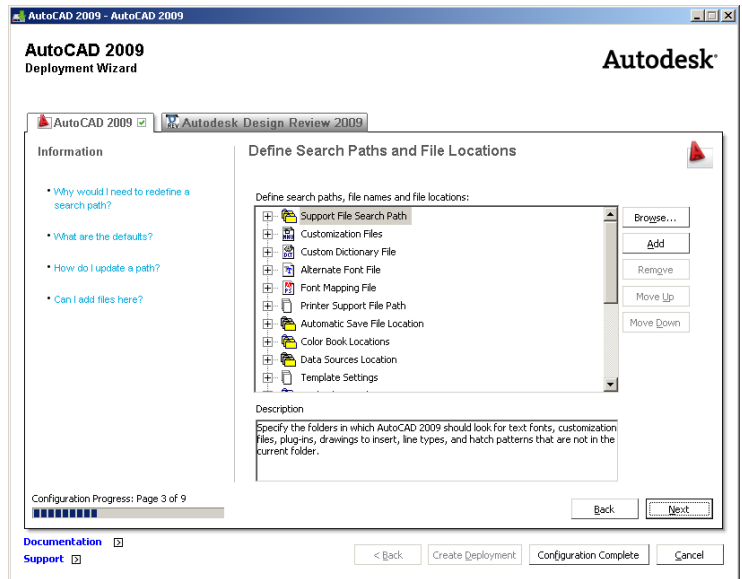 AutoCAD 2009 - AutoCAD 2009
AutoCAD 2009
Deployment Wizard
Autodesk
AutoCAD 2009
Autodesk Design Review 2009
Information
Why would I need to redefine a
search path?
What are the defaults?
How do I update a path?
Can I add files here?
Define Search Paths and File Locations
Define search paths, file names and file locations:
Support File Search Path
Customization Files
Custom Dictionary File
Alternate Font File
Font Mapping File
Printer Support File Path
Automatic Save File Location
Color Book Locations
Data Sources Location
Template Settings
Browse...
Add
Remove
Move Up
Move Down
Description
Specify the folders in which AutoCAD 2009 should look for text fonts, customization
files, plug-ins, drawings to insert, line types, and hatch patterns that are not in the
current folder.
Configuration Progress: Page 3 of 9
Back
Next
Documentation
Support
< Back
Create Deployment
Configuration Complete
Cancel